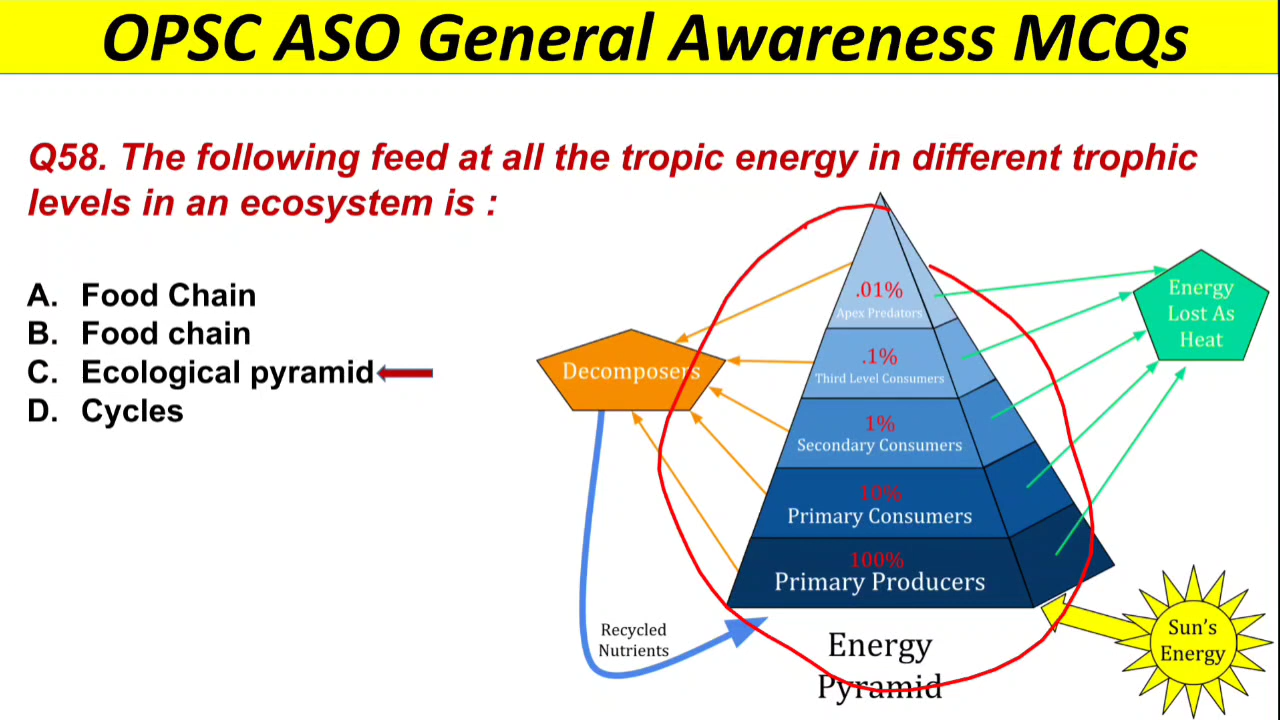 OPSC ASO General Awareness MCQs
Q58. The following feed at all the tropic energy in different trophic
levels in an ecosystem is :
A. Food Chain
B. Food chain
C. Ecological pyramid
D. Cycles
.01%
Apex Predators
.1%
Third Level Consumers
1%
Secondary Consumers
10%
Primary Consumers
100%
Primary Producers
Decomposers
Energy
Lost As
Heat
Recycled
Nutrients
Energy
Pyramid
Sun's
Energy